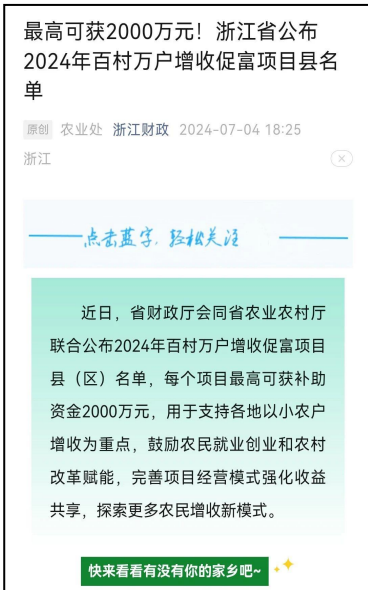 最高可获2000万元！浙江省公布
2024年百村万户增收促富项目县名
单
原创 农业处 浙江财政 2024-07-04 18:25
浙江
点击蓝字，轻松关注
近日，省财政厅会同省农业农村厅
联合公布2024年百村万户增收促富项目
县（区）名单，每个项目最高可获补助
资金2000万元，用于支持各地以小农户
增收为重点，鼓励农民就业创业和农村
改革赋能，完善项目经营模式强化收益
共享，探索更多农民增收新模式。
快来看看有没有你的家乡吧~